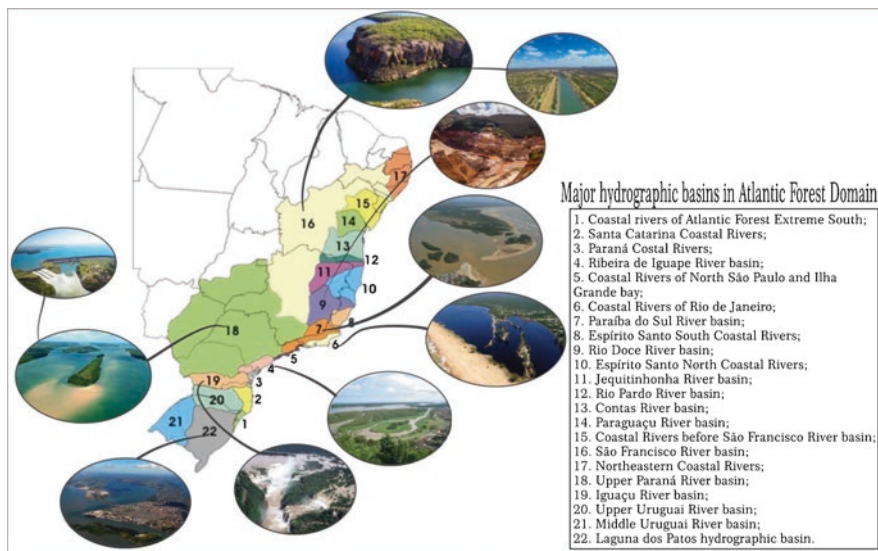 17
15
16
14
13
12
11
10
9
8
7
18
6
5
4
19
3
20
2
21
1
22
Major hydrographic basins in Atlantic Forest Domain
1. Coastal rivers of Atlantic Forest Extreme South;
2. Santa Catarina Coastal Rivers;
3. Paraná Costal Rivers;
4. Ribeira de Iguape River basin;
5. Coastal Rivers of North São Paulo and Ilha
Grande bay;
6. Coastal Rivers of Rio de Janeiro;
7. Paraíba do Sul River basin;
8. Espírito Santo South Coastal Rivers;
9. Rio Doce River basin;
10. Espírito Santo North Coastal Rivers;
11. Jequitinhonha River basin;
12. Rio Pardo River basin;
13. Contas River basin;
14. Paraguaçu River basin;
15. Coastal Rivers before São Francisco River basin;
16. São Francisco River basin;
17. Northeastern Coastal Rivers;
18. Upper Paraná River basin;
19. Iguaçu River basin;
20. Upper Uruguai River basin;
21. Middle Uruguai River basin;
22. Laguna dos Patos hydrographic basin.